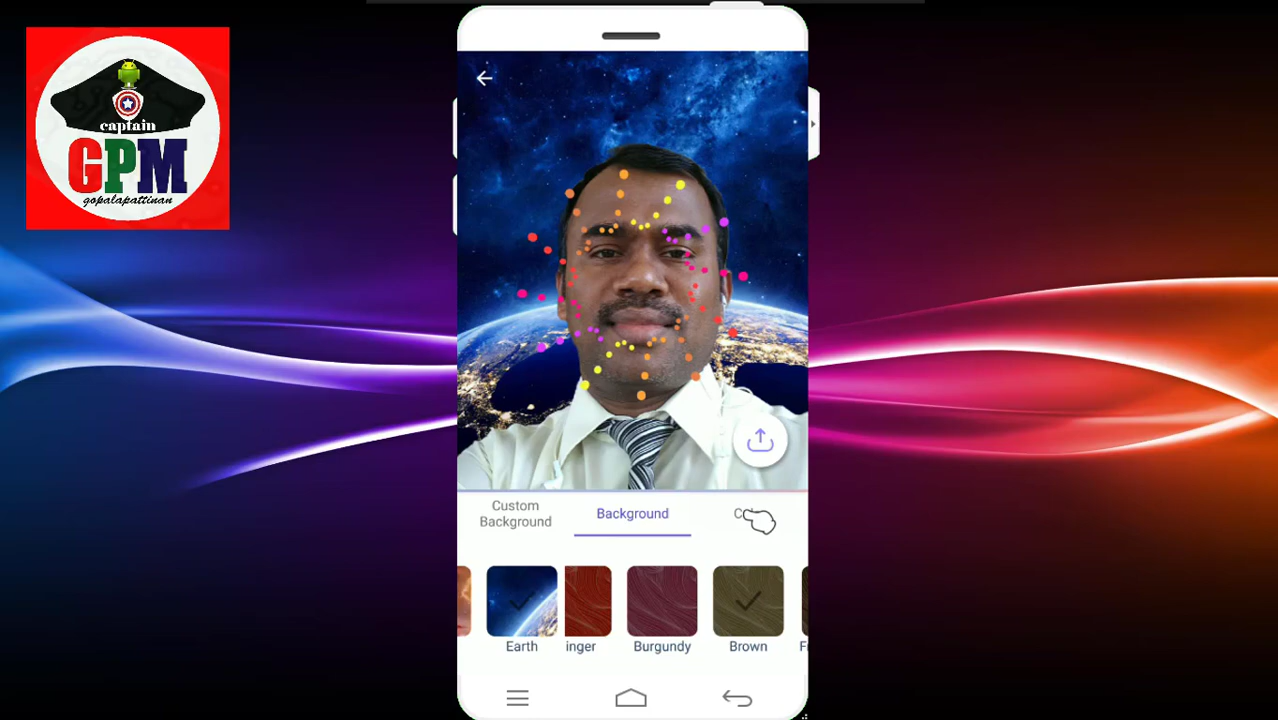 captain
GPM
gopalapattinan
Custom
Background
Background
Earth
inger
Burgundy
Brown